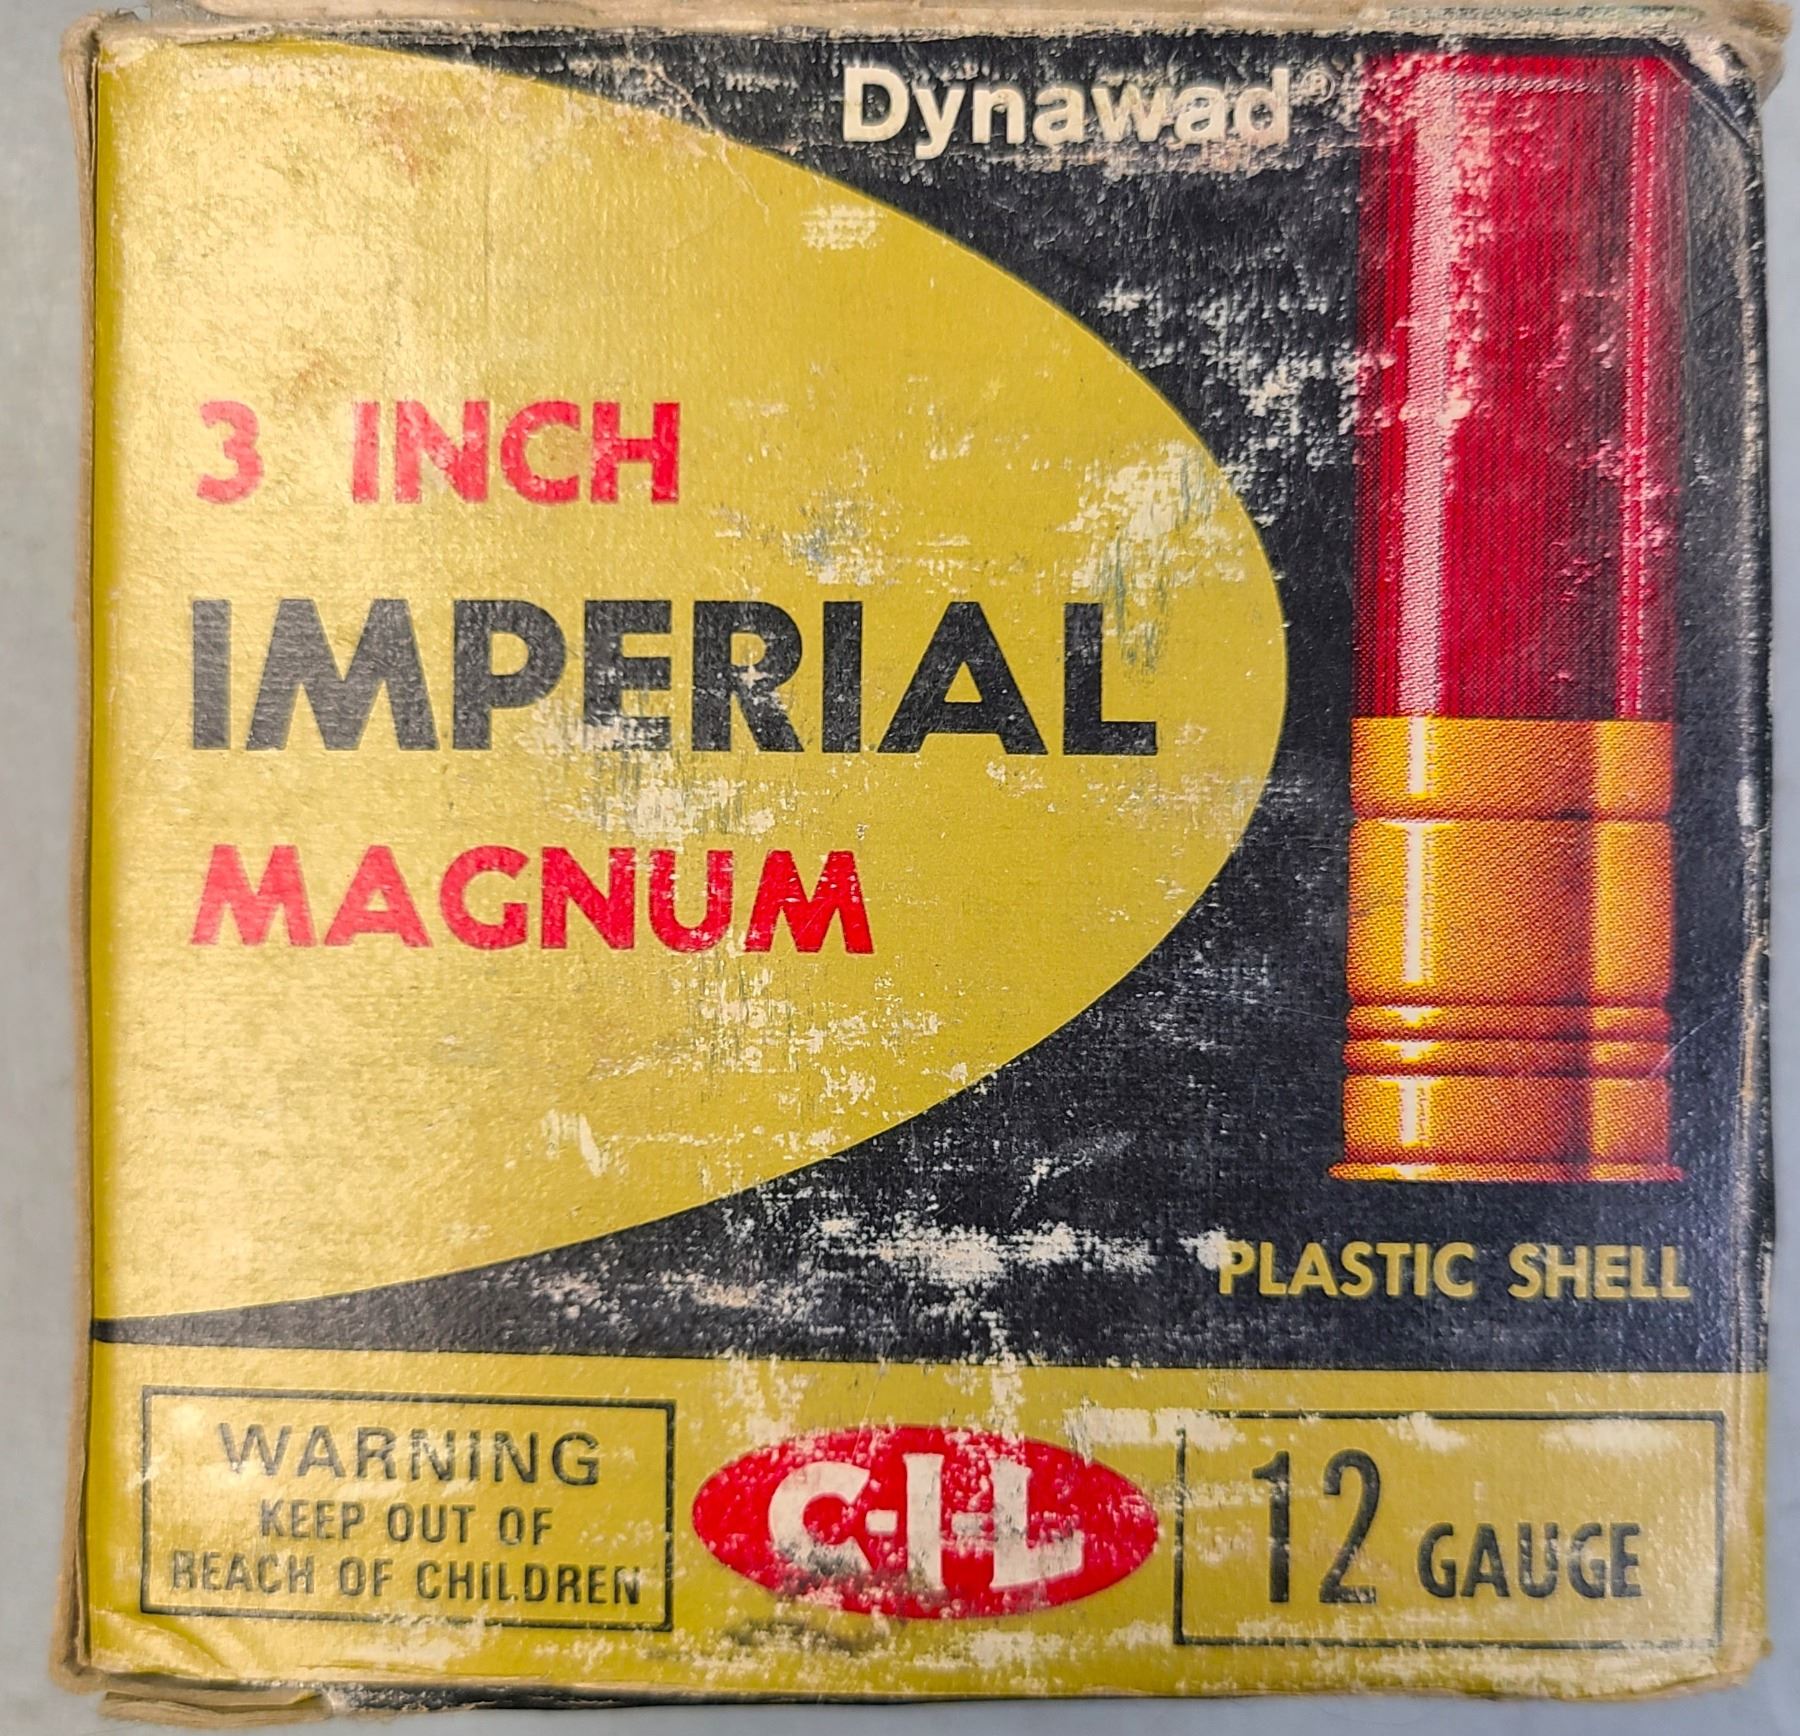 Dynawad®
3 INCH
IMPERIAL
MAGNUM
PLASTIC SHELL
WARNING
KEEP OUT OF
REACH OF CHILDREN
C-I-L
12 GAUGE